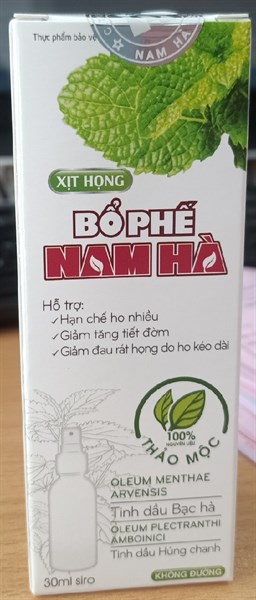 Thực phẩm bảo vệ
NAM HÀ
XỊT HỌNG
BỔ PHẾ
NAM HÀ
Hỗ trợ:
✓Hạn chế ho nhiều
✓Giảm tăng tiết đờm
✓Giảm đau rát họng do ho kéo dài
100%
NGUYÊN LIỆU
THẢO MỘC
OLEUM MENTHAE
ARVENSIS
Tinh dầu Bạc hà
OLEUM PLECTRANTHI
AMBOINICI
Tinh dầu Húng chanh
30ml siro
KHÔNG ĐƯỜNG